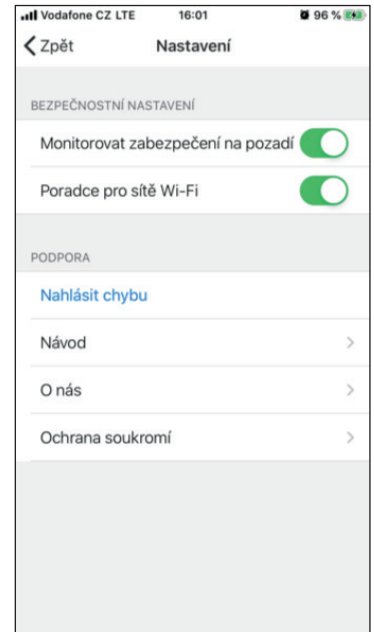 Vodafone CZ LTE 16:01 96 %
Zpět Nastavení
BEZPEČNOSTNÍ NASTAVENÍ
Monitorovat zabezpečení na pozadí
Poradce pro sítě Wi-Fi
PODPORA
Nahlásit chybu
Návod
O nás
Ochrana soukromí